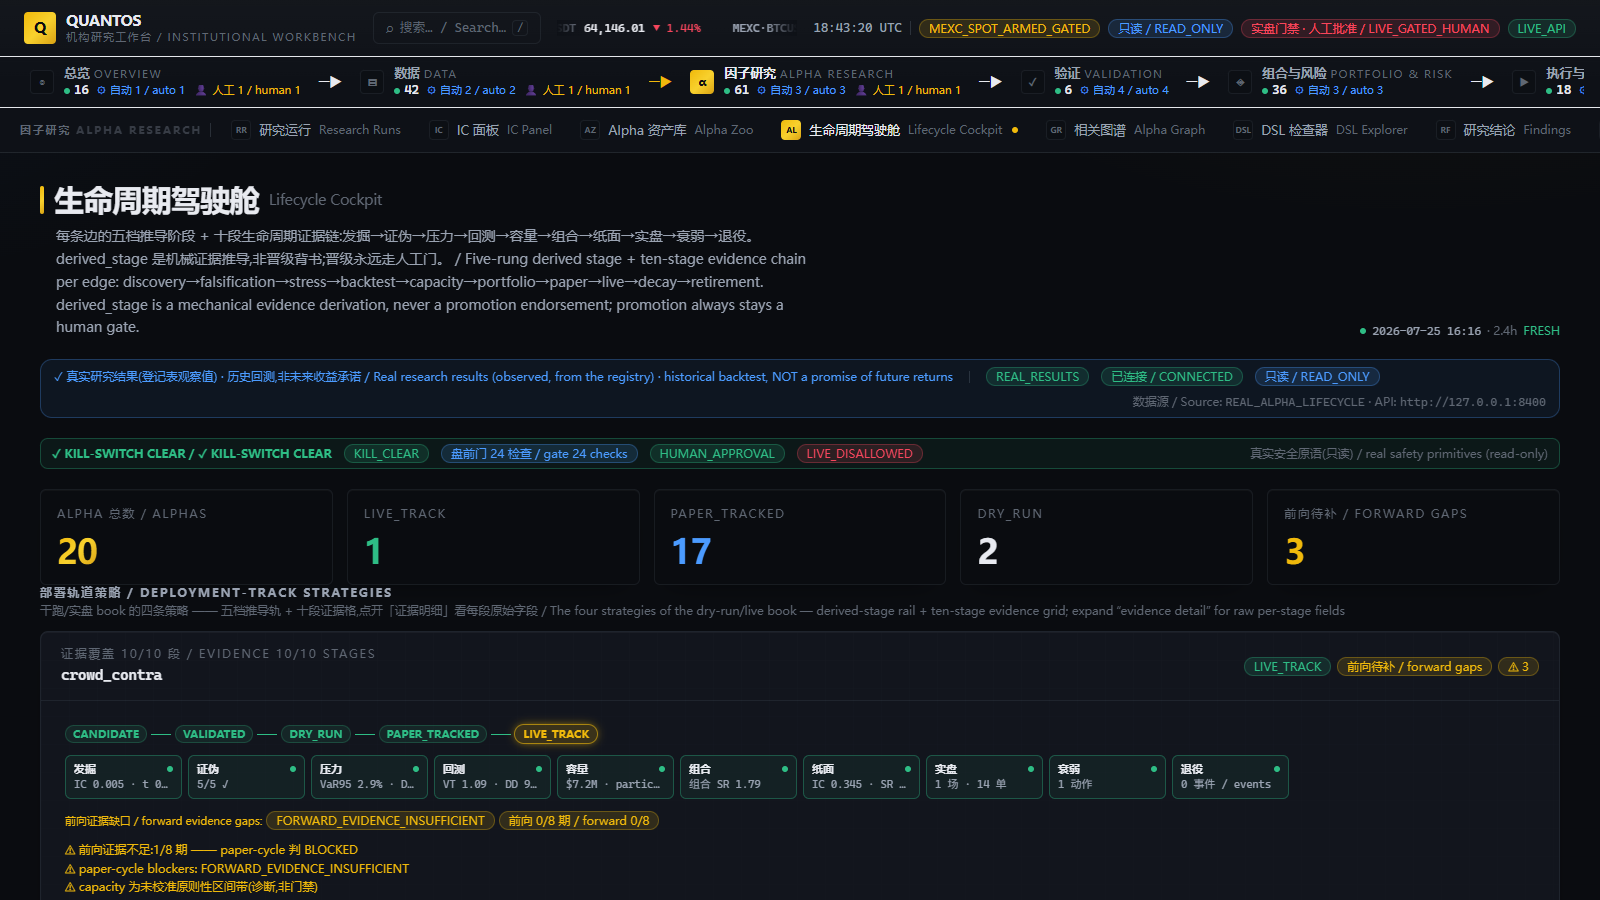 Q QUANTOS
机构研究工作台 / INSTITUTIONAL WORKBENCH
搜索… / Search… /
64,146.01 ▼ 1.44%
MEXC·BTCU
18:43:20 UTC
MEXC_SPOT_ARMED_GATED
只读 / READ_ONLY
实盘门禁 · 人工批准 / LIVE_GATED_HUMAN
LIVE_API
总览 OVERVIEW
16 自动 1 / auto 1 人工 1 / human 1
数据 DATA
42 自动 2 / auto 2 人工 1 / human 1
α 因子研究 ALPHA RESEARCH
61 自动 3 / auto 3 人工 1 / human 1
✓ 验证 VALIDATION
6 自动 4 / auto 4
组合与风险 PORTFOLIO & RISK
36 自动 3 / auto 3
执行与
18
因子研究 ALPHA RESEARCH
RR 研究运行 Research Runs
IC IC 面板 IC Panel
AZ Alpha 资产库 Alpha Zoo
AL 生命周期驾驶舱 Lifecycle Cockpit
GR 相关图谱 Alpha Graph
DSL DSL 检查器 DSL Explorer
RF 研究结论 Findings
生命周期驾驶舱 Lifecycle Cockpit
每条边的五档推导阶段 + 十段生命周期证据链:发掘→证伪→压力→回测→容量→组合→纸面→实盘→衰弱→退役。
derived_stage 是机械证据推导,非晋级背书;晋级永远走人工门。 / Five-rung derived stage + ten-stage evidence chain
per edge: discovery→falsification→stress→backtest→capacity→portfolio→paper→live→decay→retirement.
derived_stage is a mechanical evidence derivation, never a promotion endorsement; promotion always stays a
human gate.
2026-07-25 16:16 · 2.4h FRESH
✓ 真实研究结果(登记表观察值) · 历史回测,非未来收益承诺 / Real research results (observed, from the registry) · historical backtest, NOT a promise of future returns
REAL_RESULTS
已连接 / CONNECTED
只读 / READ_ONLY
数据源 / Source: REAL_ALPHA_LIFECYCLE · API: http://127.0.0.1:8400
✓ KILL-SWITCH CLEAR / ✓ KILL-SWITCH CLEAR
KILL_CLEAR
盘前门 24 检查 / gate 24 checks
HUMAN_APPROVAL
LIVE_DISALLOWED
真实安全原语(只读) / real safety primitives (read-only)
ALPHA 总数 / ALPHAS
20
LIVE_TRACK
1
PAPER_TRACKED
17
DRY_RUN
2
前向待补 / FORWARD GAPS
3
部署轨道策略 / DEPLOYMENT-TRACK STRATEGIES
干跑/实盘 book 的四条策略 —— 五档推导轨 + 十段证据格,点开「证据明细」看每段原始字段 / The four strategies of the dry-run/live book — derived-stage rail + ten-stage evidence grid; expand “evidence detail” for raw per-stage fields
证据覆盖 10/10 段 / EVIDENCE 10/10 STAGES
crowd_contra
LIVE_TRACK
前向待补 / forward gaps
⚠ 3
CANDIDATE
VALIDATED
DRY_RUN
PAPER_TRACKED
LIVE_TRACK
发掘
IC 0.005 · t 0…
证伪
5/5 ✓
压力
VaR95 2.9% · D…
回测
VT 1.09 · DD 9…
容量
$7.2M · partic…
组合
组合 SR 1.79
纸面
IC 0.345 · SR …
实盘
1 场 · 14 单
衰弱
1 动作
退役
0 事件 / events
前向证据缺口 / forward evidence gaps:
FORWARD_EVIDENCE_INSUFFICIENT
前向 0/8 期 / forward 0/8
⚠ 前向证据不足:1/8 期 —— paper-cycle 判 BLOCKED
⚠ paper-cycle blockers: FORWARD_EVIDENCE_INSUFFICIENT
⚠ capacity 为未校准原则性区间带(诊断,非门禁)